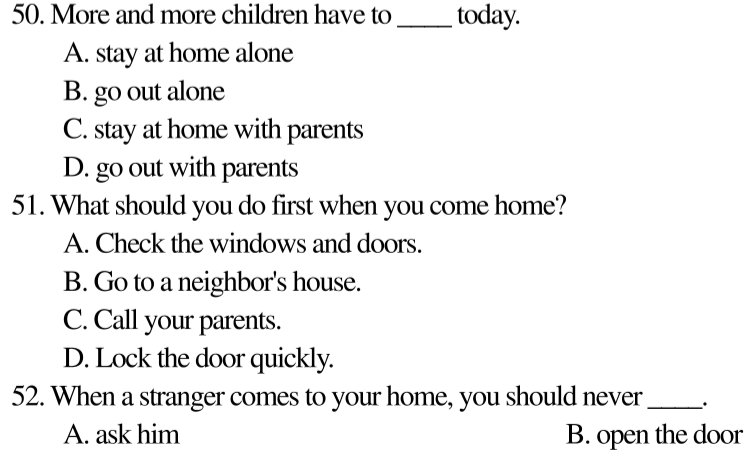 50. More and more children have to ____ today.
A. stay at home alone
B. go out alone
C. stay at home with parents
D. go out with parents
51. What should you do first when you come home?
A. Check the windows and doors.
B. Go to a neighbor's house.
C. Call your parents.
D. Lock the door quickly.
52. When a stranger comes to your home, you should never ____.
A. ask him B. open the door